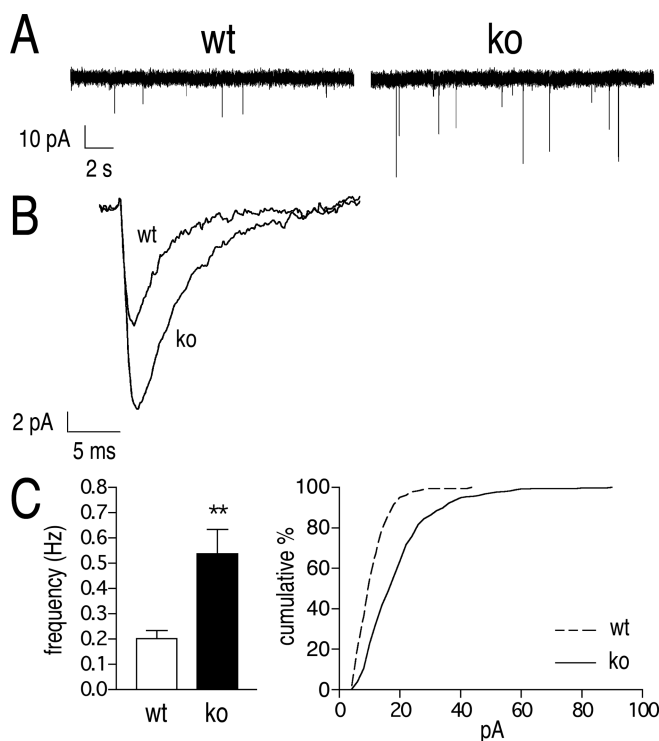 A
wt
ko
10 pA
2 s
B
wt
ko
2 pA
5 ms
C
frequency (Hz)
0.8
0.7
0.6
0.5
0.4
0.3
0.2
0.1
0.0
**
wt
ko
cumulative %
100
80
60
40
20
0
wt
ko
0
20
40
60
80
100
pA